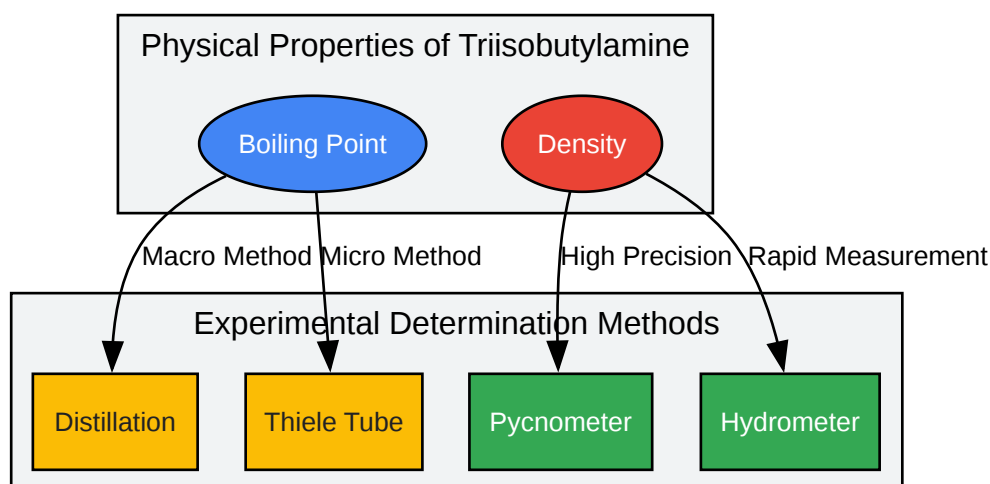 Physical Properties of Triisobutylamine
Boiling Point
Density
Macro Method
Micro Method
High Precision
Rapid Measurement
Experimental Determination Methods
Distillation
Thiele Tube
Pycnometer
Hydrometer